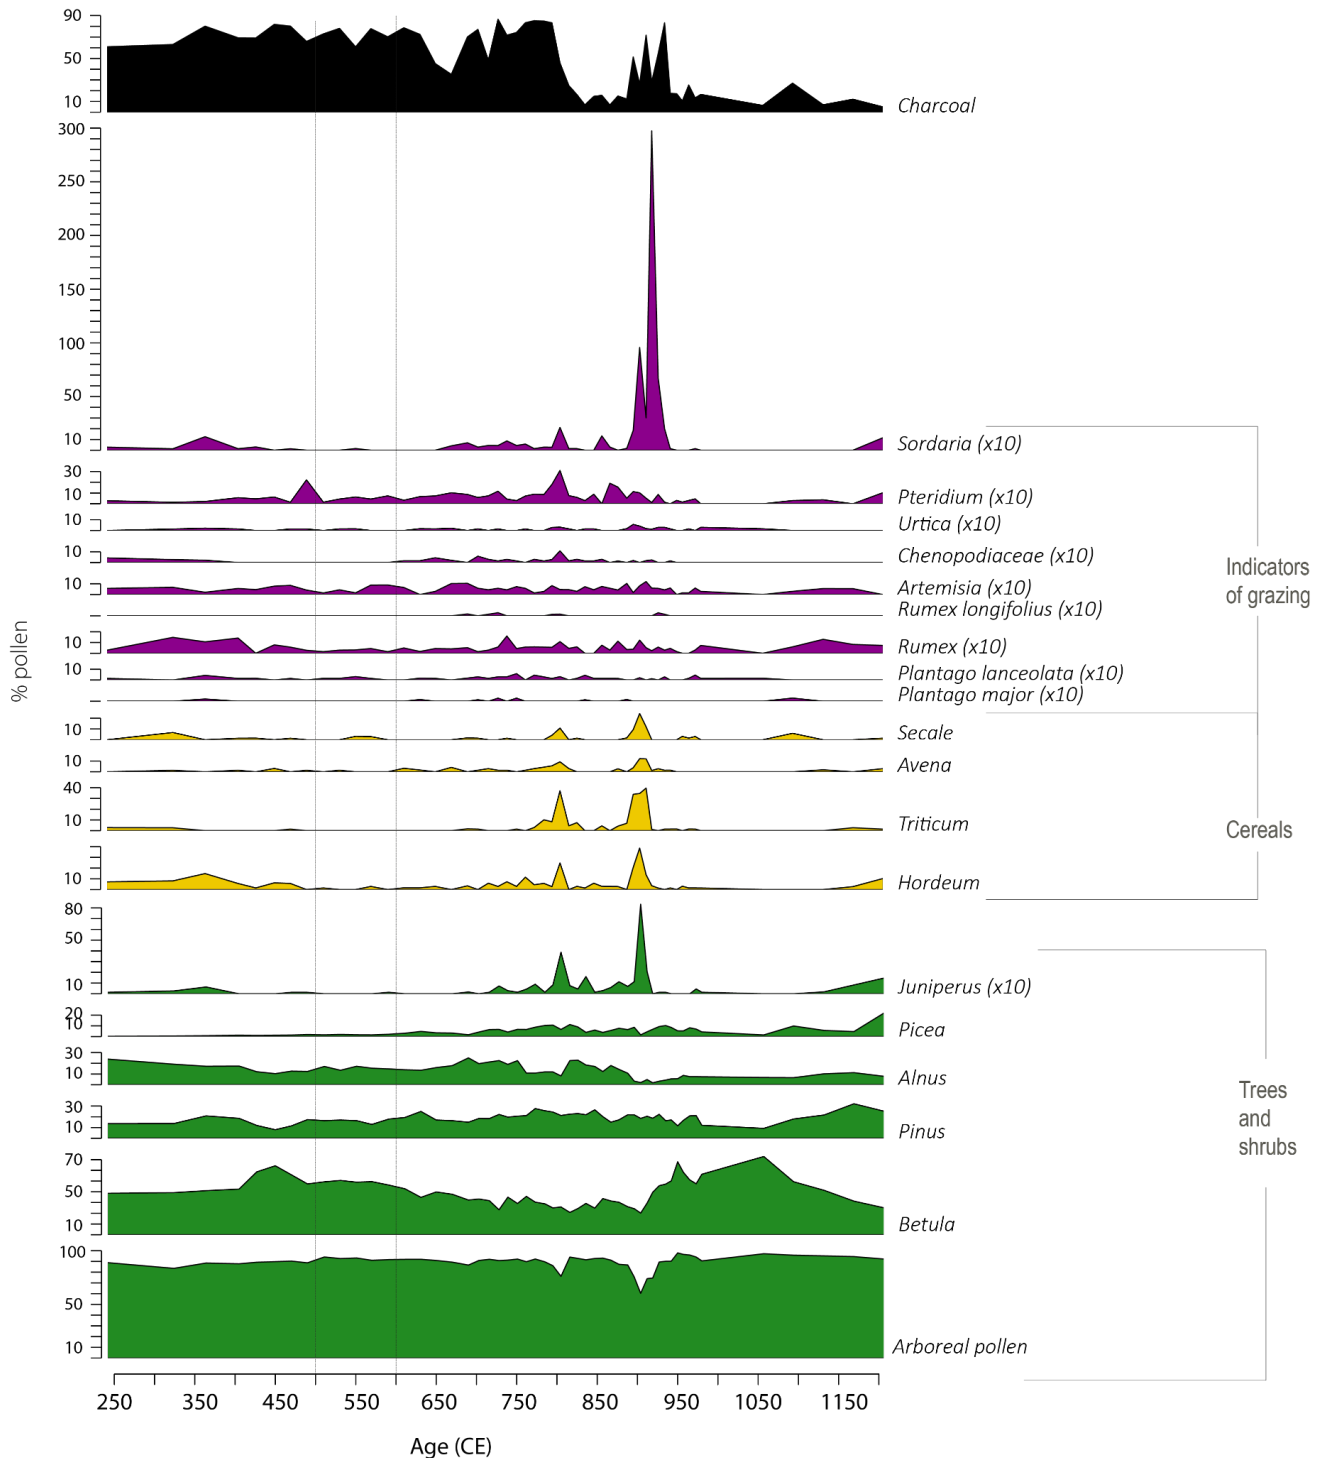 90
50
10
Charcoal
300
250
200
150
100
50
10
Sordaria (x10)
30
10
Pteridium (x10)
10
Urtica (x10)
10
Chenopodiaceae (x10)
10
Artemisia (x10)
Rumex longifolius (x10)
10
Rumex (x10)
10
Plantago lanceolata (x10)
Plantago major (x10)
Indicators
of grazing
% pollen
10
Secale
10
Avena
40
10
Triticum
10
Hordeum
Cereals
80
50
10
Juniperus (x10)
20
10
Picea
30
10
Alnus
30
10
Pinus
70
50
10
Betula
100
50
10
Arboreal pollen
Trees
and
shrubs
250 350 450 550 650 750 850 950 1050 1150
Age (CE)